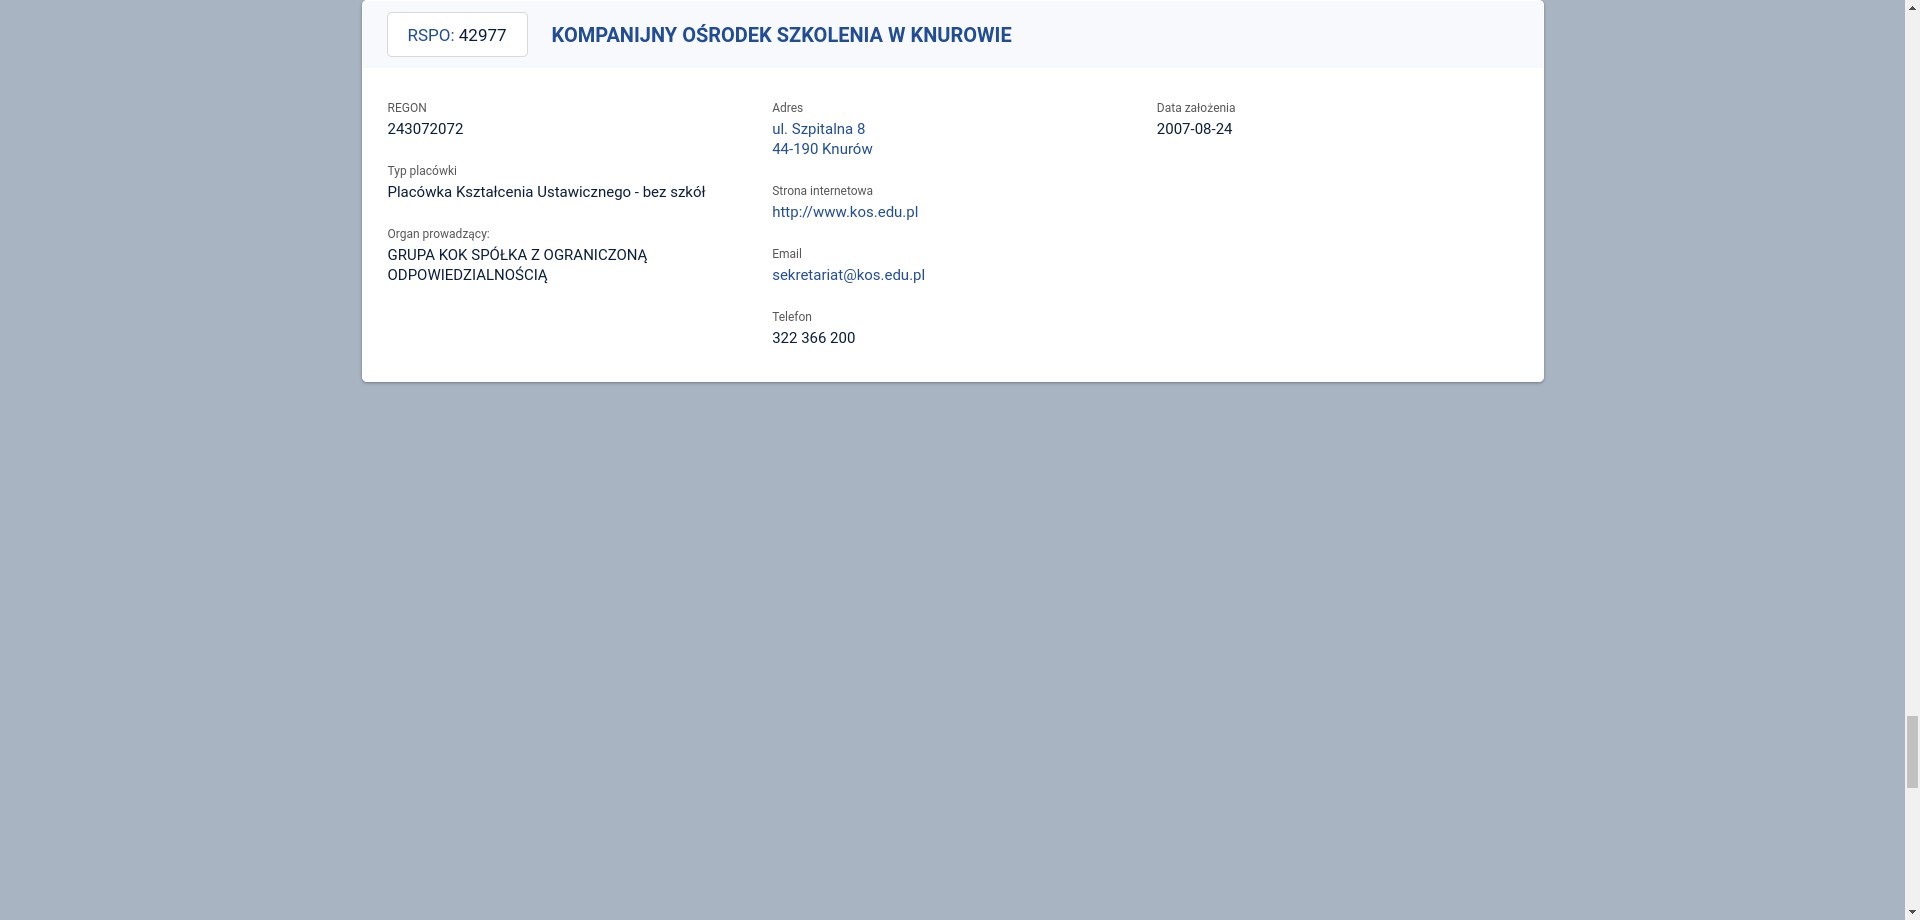 RSPO: 42977
KOMPANIJNY OŚRODEK SZKOLENIA W KNUROWIE
REGON
243072072
Typ placówki
Placówka Kształcenia Ustawicznego - bez szkół
Organ prowadzący:
GRUPA KOK SPÓŁKA Z OGRANICZONĄ
ODPOWIEDZIALNOŚCIĄ
Adres
ul. Szpitalna 8
44-190 Knurów
Strona internetowa
http://www.kos.edu.pl
Email
sekretariat@kos.edu.pl
Telefon
322 366 200
Data założenia
2007-08-24